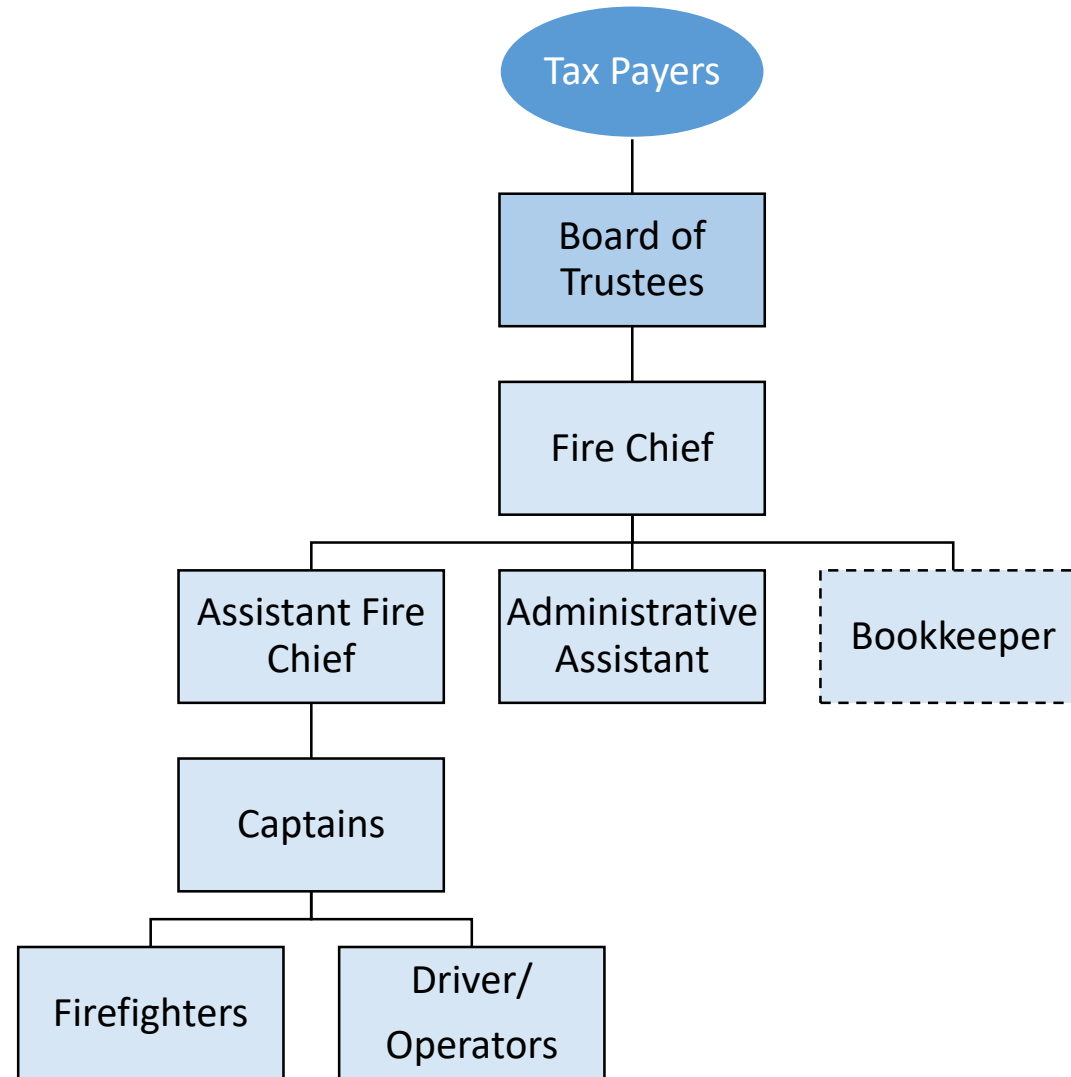 Tax Payers
Board of
Trustees
Fire Chief
Assistant Fire
Chief
Administrative
Assistant
Bookkeeper
Captains
Firefighters
Driver/
Operators